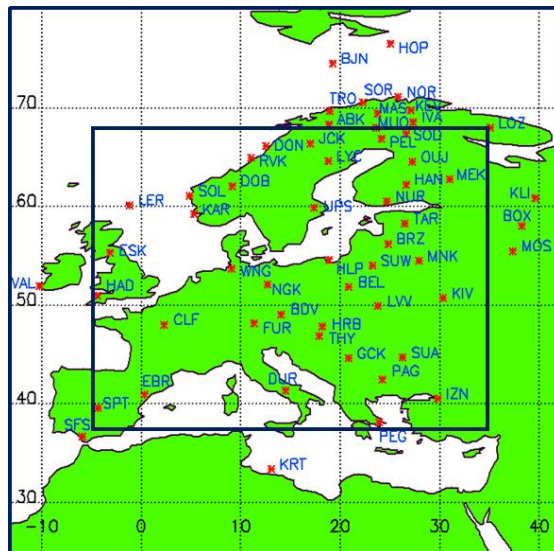 HOP
BJN
SOR
NOR
70
TRO
MAS
KEV
ABK
MUO
IVA
LOZ
DON
JCK
PEL
SOD
RVK
LYC
OUJ
DOB
HAN
MEK
60
LER
SOL
NUR
KLI
KAR
UPS
TAR
BOX
ESK
BRZ
MOS
WNG
HLP
SUW
MNK
VAL
HAD
NGK
BEL
50
BDV
LVV
KIV
CLF
FUR
HRB
THY
GCK
SUA
DUR
PAG
40
EBR
IZN
SPT
SFS
PEG
KRT
30
-10
0
10
20
30